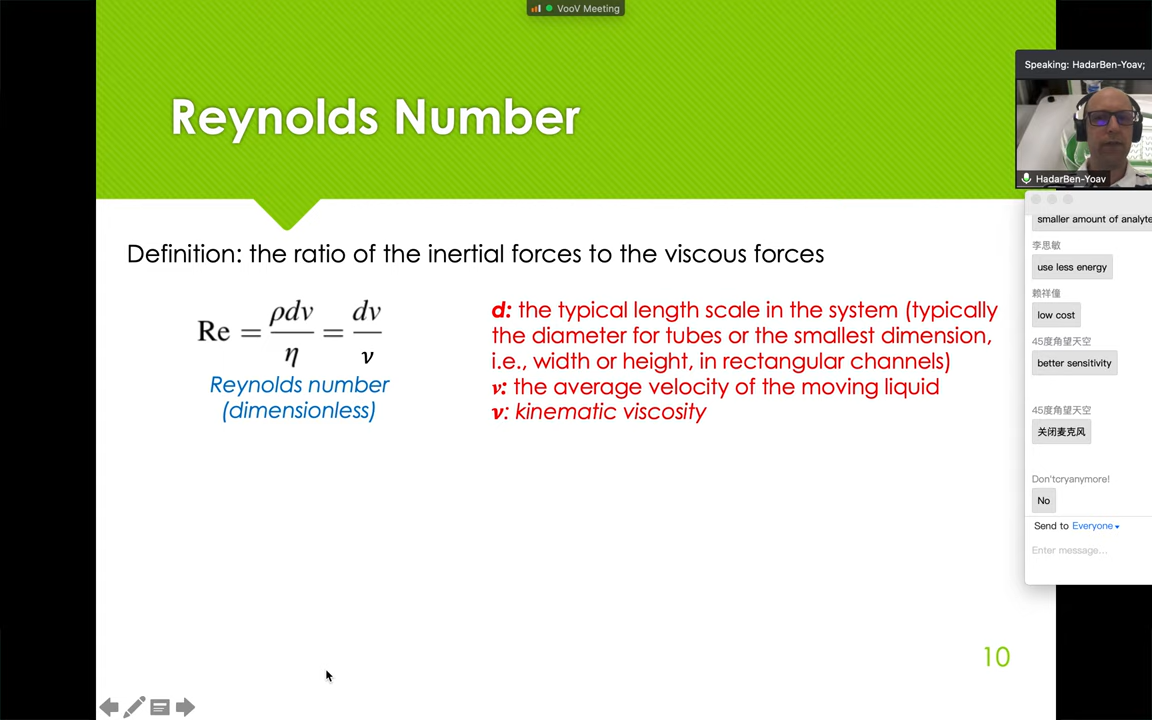 VooV Meeting
Reynolds Number
Definition: the ratio of the inertial forces to the viscous forces
Re = ρdv/η = dv/ν
Reynolds number
(dimensionless)
d: the typical length scale in the system (typically
the diameter for tubes or the smallest dimension,
i.e., width or height, in rectangular channels)
v: the average velocity of the moving liquid
ν: kinematic viscosity
10
Speaking: HadarBen-Yoav;
HadarBen-Yoav
smaller amount of analyte
李思敏
use less energy
赖祥僮
low cost
45度角望天空
better sensitivity
45度角望天空
关闭麦克风
Don'tcryanymore!
No
Send to Everyone
Enter message...